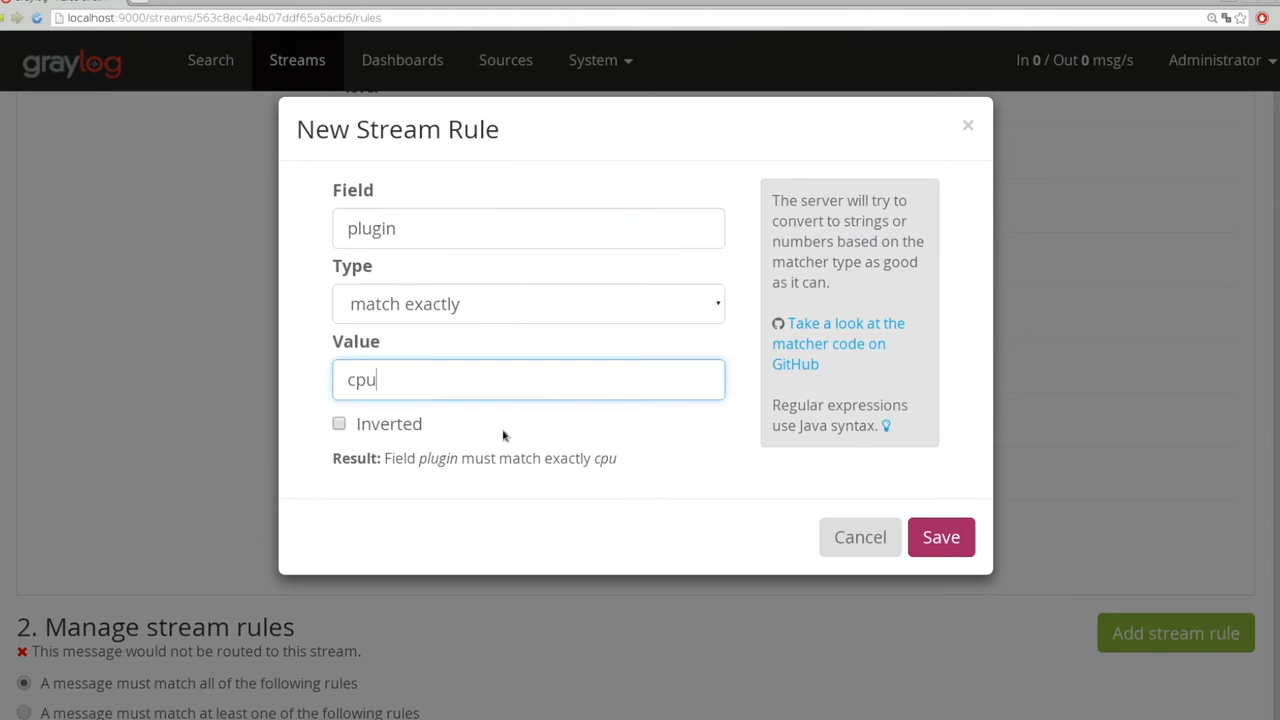 localhost:9000/streams/563c8ec4e4b07ddf65a5acb6/rules
graylog
Search
Streams
Dashboards
Sources
System
In 0 / Out 0 msg/s
Administrator
New Stream Rule
×
Field
plugin
Type
match exactly
Value
cpu
Inverted
Result: Field plugin must match exactly cpu
The server will try to
convert to strings or
numbers based on the
matcher type as good
as it can.
Take a look at the
matcher code on
GitHub
Regular expressions
use Java syntax.
Cancel
Save
2. Manage stream rules
Add stream rule
This message would not be routed to this stream.
A message must match all of the following rules
A message must match at least one of the following rules